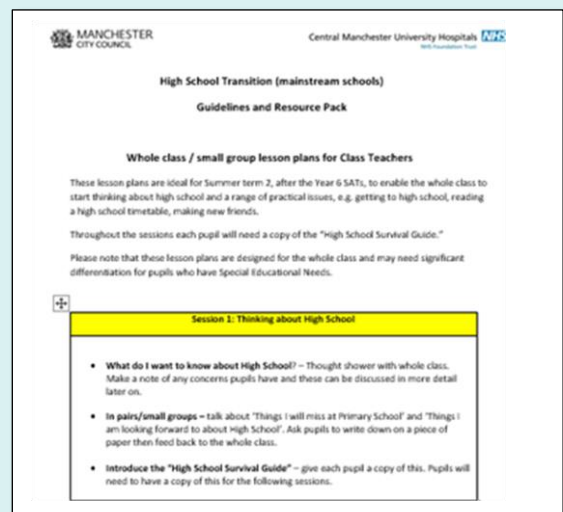 MANCHESTER
CITY COUNCIL
Central Manchester University Hospitals NHS
NHS Foundation Trust
High School Transition (mainstream schools)
Guidelines and Resource Pack
Whole class / small group lesson plans for Class Teachers
These lesson plans are ideal for Summer term 2, after the Year 6 SATs, to enable the whole class to
start thinking about high school and a range of practical issues, e.g. getting to high school, reading
a high school timetable, making new friends.
Throughout the sessions each pupil will need a copy of the "High School Survival Guide."
Please note that these lesson plans are designed for the whole class and may need significant
differentiation for pupils who have Special Educational Needs.
Session 1: Thinking about High School
• What do I want to know about High School? – Thought shower with whole class.
Make a note of any concerns pupils have and these can be discussed in more detail
later on.
• In pairs/small groups – talk about 'Things I will miss at Primary School' and 'Things I
am looking forward to about High School'. Ask pupils to write down on a piece of
paper then feed back to the whole class.
• Introduce the "High School Survival Guide" – give each pupil a copy of this. Pupils will
need to have a copy of this for the following sessions.